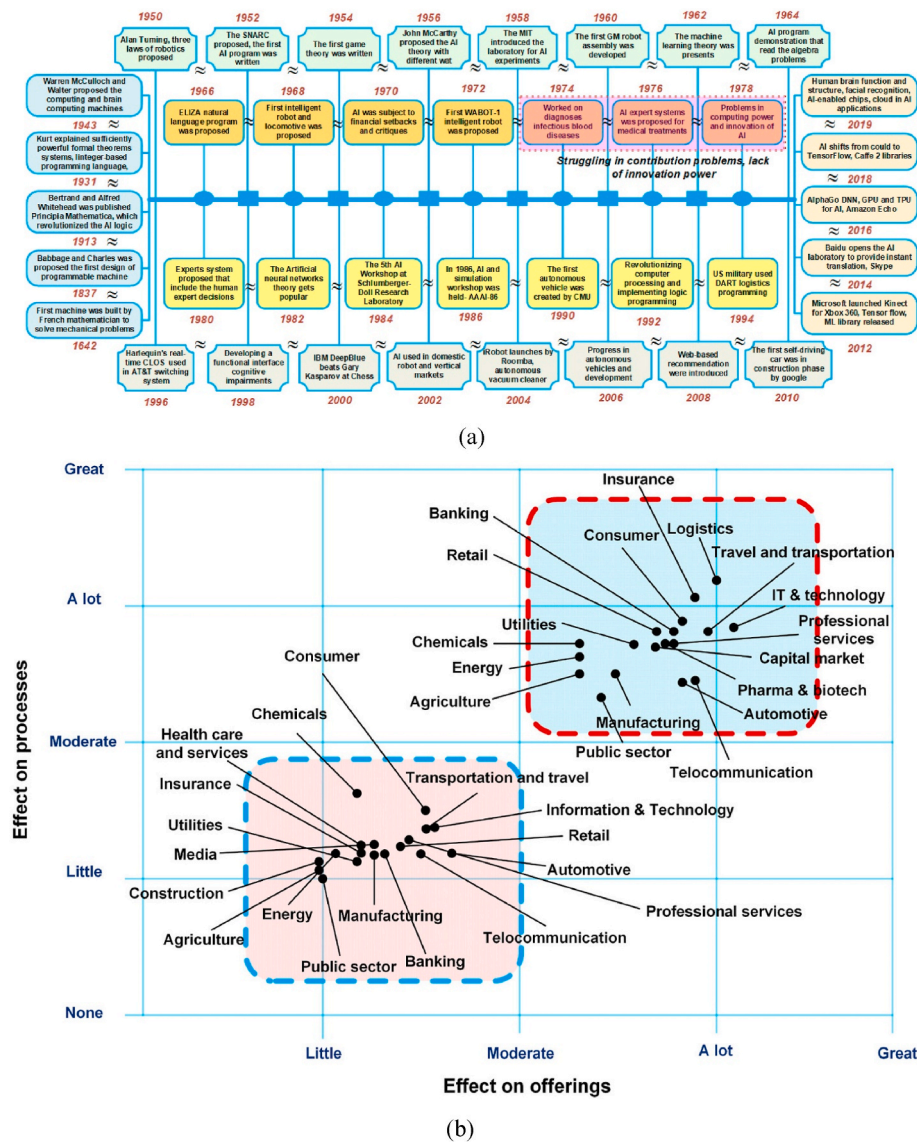 1950
1952
1954
1956
1958
1960
1962
1964
Alan Turning, three
laws of robotics
proposed
The SNARC
proposed, the first
AI program was
written
The first game
theory was written
John McCarthy
proposed the AI
theory with
different wat
The MIT
introduced the
laboratory for AI
experiments
The first GM robot
assembly was
developed
The machine
learning theory was
presents
AI program
demonstration that
read the algebra
problems
Warren McCulloch and
Walter proposed the
computing and brain
computing machines
1943
Kurt explained sufficiently
powerful formal theorems
systems, linteger-based
programming language,
1931
Bertrand and Alfred
Whitehead was published
Principia Mathematica, which
revolutionized the AI logic
1913
Babbage and Charles was
proposed the first design of
programmable machine
1837
First machine was built by
French mathematician to
solve mechanical problems
1642
1966
1968
1970
1972
1974
1976
1978
ELIZA natural
language program
was proposed
First intelligent
robot and
locomotive was
proposed
AI was subject to
financial setbacks
and critiques
First WABOT-1
intelligent robot
was proposed
Worked on
diagnoses
infectious blood
diseases
AI expert systems
was proposed for
medical treatments
Problems in
computing power
and innovation of
AI
Struggling in contribution problems, lack
of innovation power
Human brain function and
structure, facial recognition,
AI-enabled chips, cloud in AI
applications
2019
AI shifts from could to
TensorFlow, Caffe 2 libraries
2018
AlphaGo DNN, GPU and TPU
for AI, Amazon Echo
2016
Baidu opens the AI
laboratory to provide
instant translation, Skype
2014
Microsoft launched Kinect
for Xbox 360, Tensor flow,
ML library released
2012
Experts system
proposed that
include the human
expert decisions
The Artificial
neural networks
theory gets
popular
The 5th AI
Workshop at
Schlumberger-
Doll Research
Laboratory
In 1986, AI and
simulation
workshop was
held- AAAI-86
The first
autonomous
vehicle was
created by CMU
Revolutionizing
computer
processing and
implementing logic
programming
US military used
DART logistics
programming
1980
1982
1984
1986
1990
1992
1994
Harlequin's real-
time CLOS used
in AT&T switching
system
Developing a
functional interface
cognitive
impairments
IBM DeepBlue
beats Gary
Kasparov at Chess
AI used in domestic
robot and vertical
markets
iRobot launches by
Roomba,
autonomous
vacuum cleaner
Progress in
autonomous
vehicles and
development
Web-based
recommendation
were introduced
The first self-driving
car was in
construction phase
by google
1996
1998
2000
2002
2004
2006
2008
2010
(a)
Great
A lot
Moderate
Little
None
Effect on processes
Insurance
Banking
Logistics
Consumer
Retail
Travel and transportation
IT & technology
Utilities
Professional
services
Chemicals
Capital market
Energy
Pharma & biotech
Agriculture
Automotive
Manufacturing
Public sector
Telocommunication
Consumer
Chemicals
Health care
and services
Transportation and travel
Insurance
Information & Technology
Utilities
Retail
Media
Automotive
Construction
Energy
Manufacturing
Professional services
Agriculture
Telocommunication
Public sector
Banking
Little
Moderate
A lot
Great
Effect on offerings
(b)